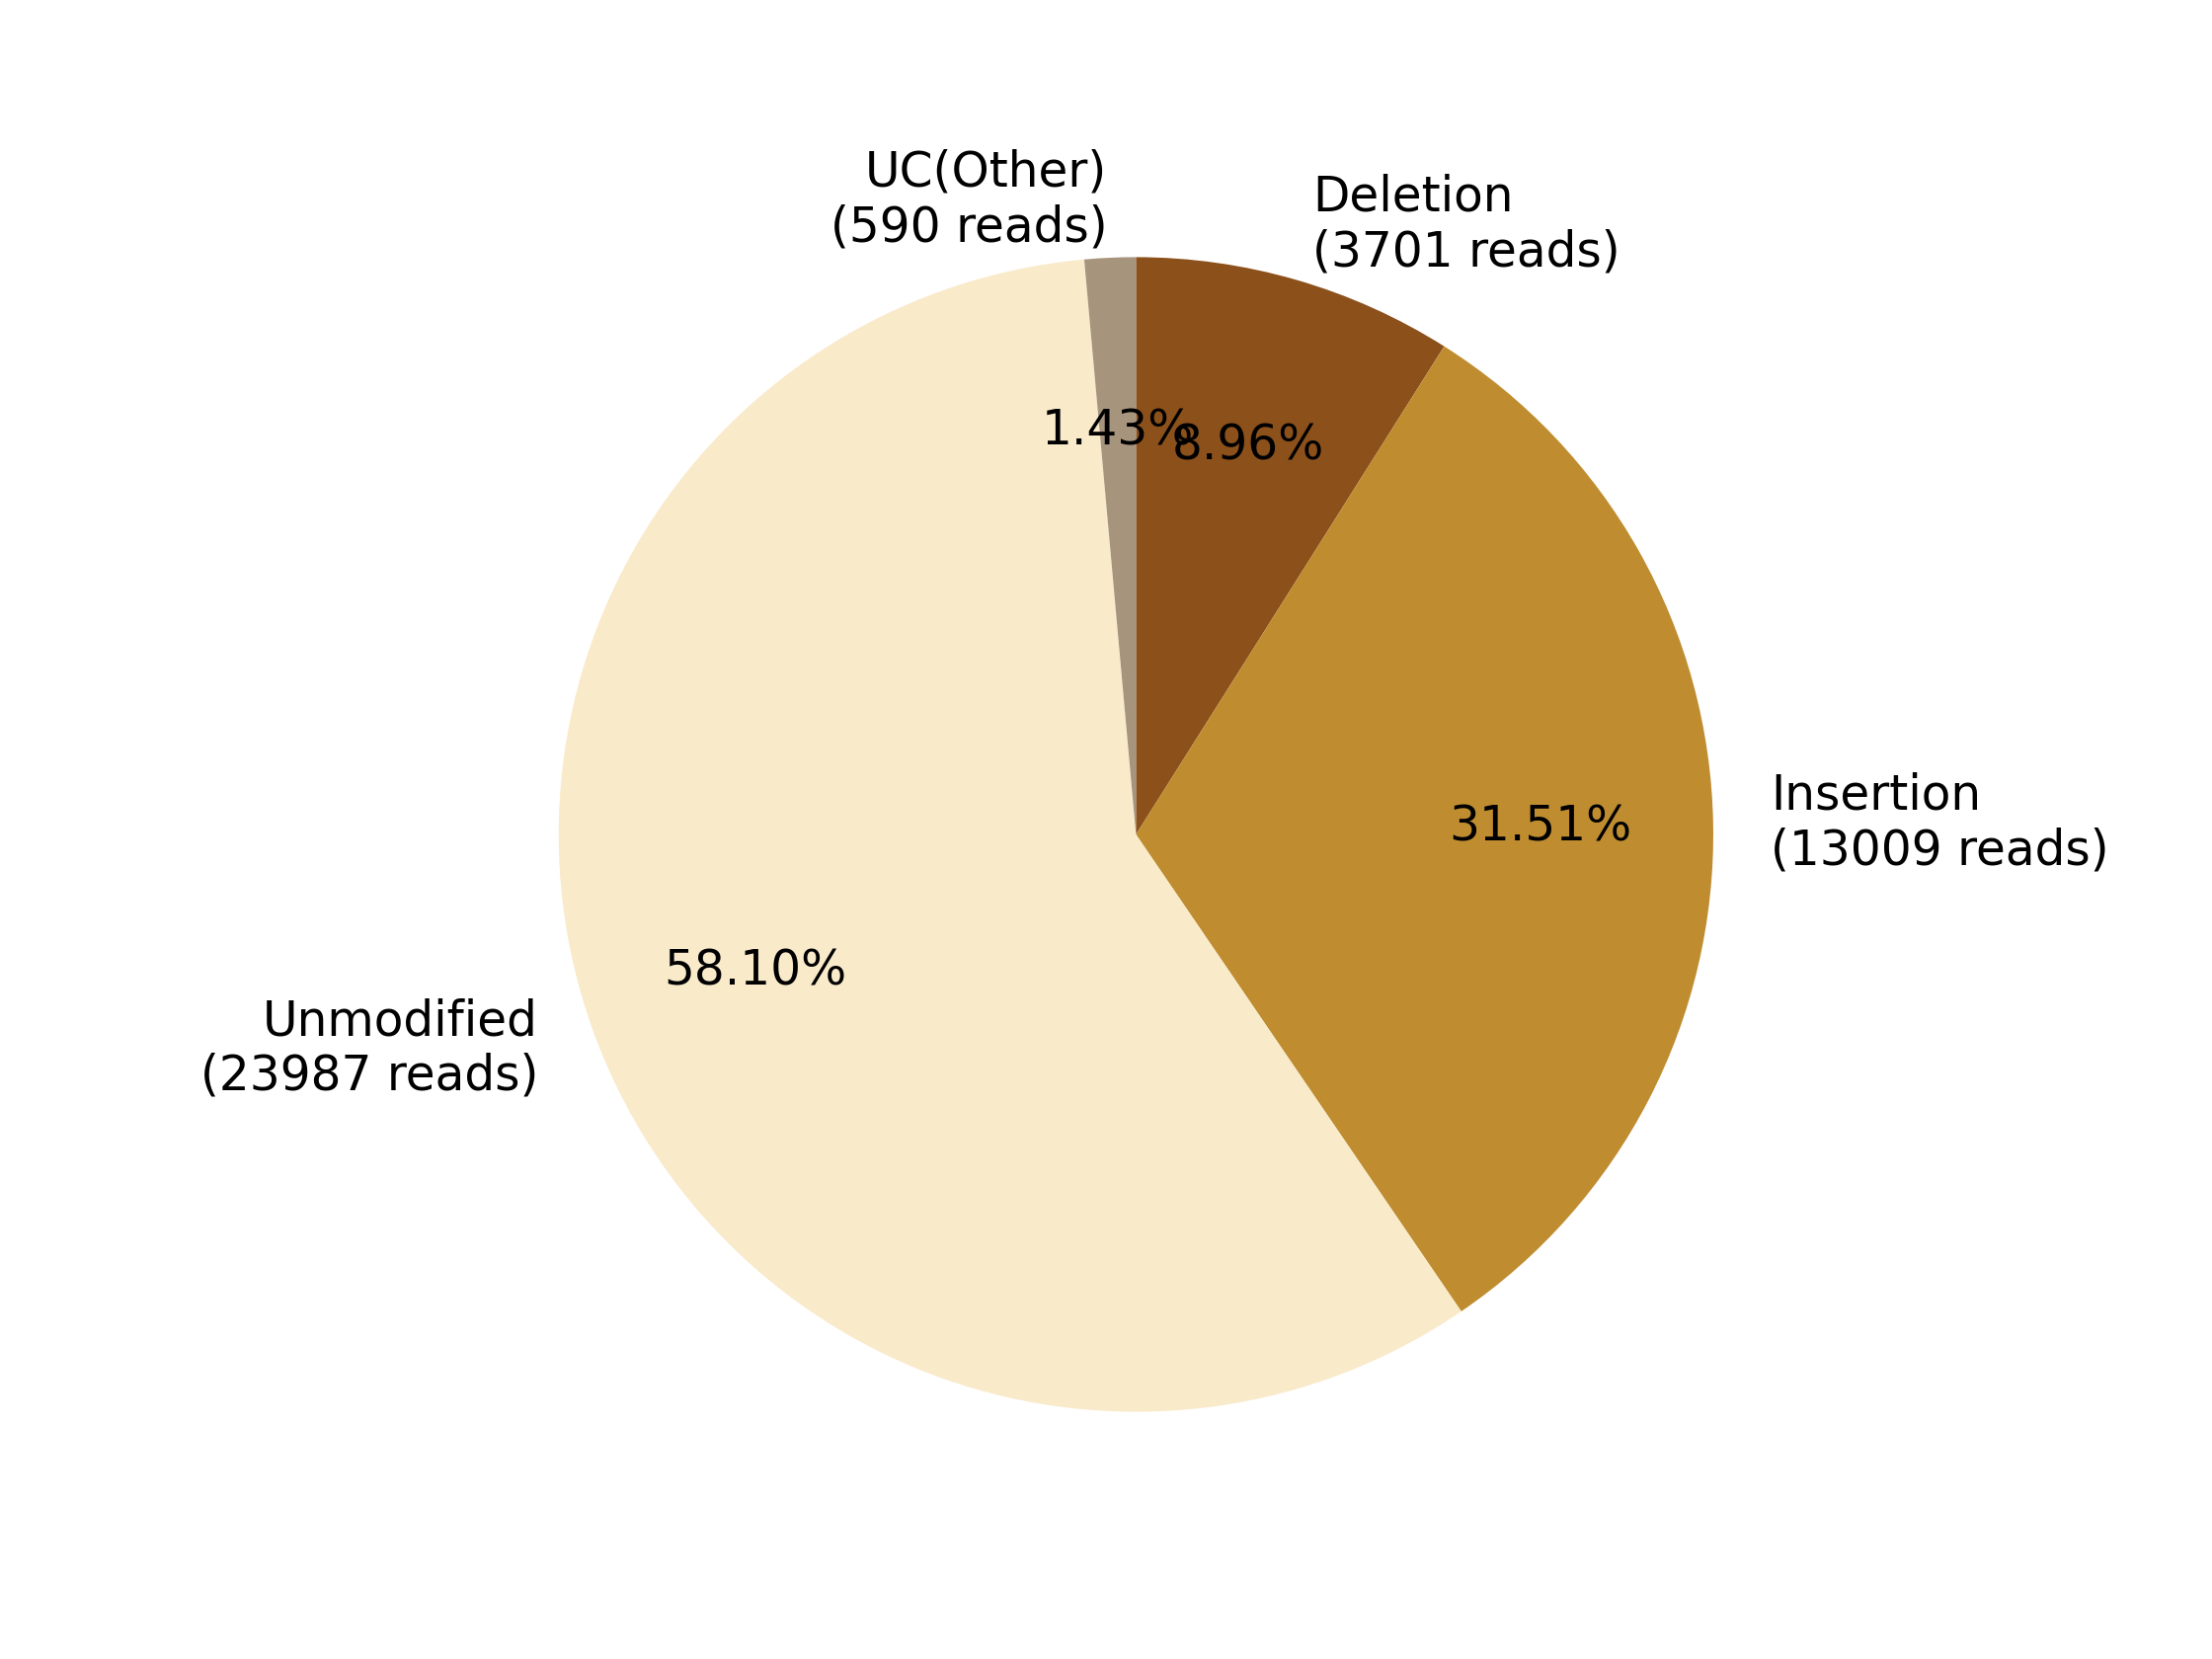 UC(Other)
(590 reads)
Deletion
(3701 reads)
1.43%
8.96%
Insertion
(13009 reads)
31.51%
58.10%
Unmodified
(23987 reads)